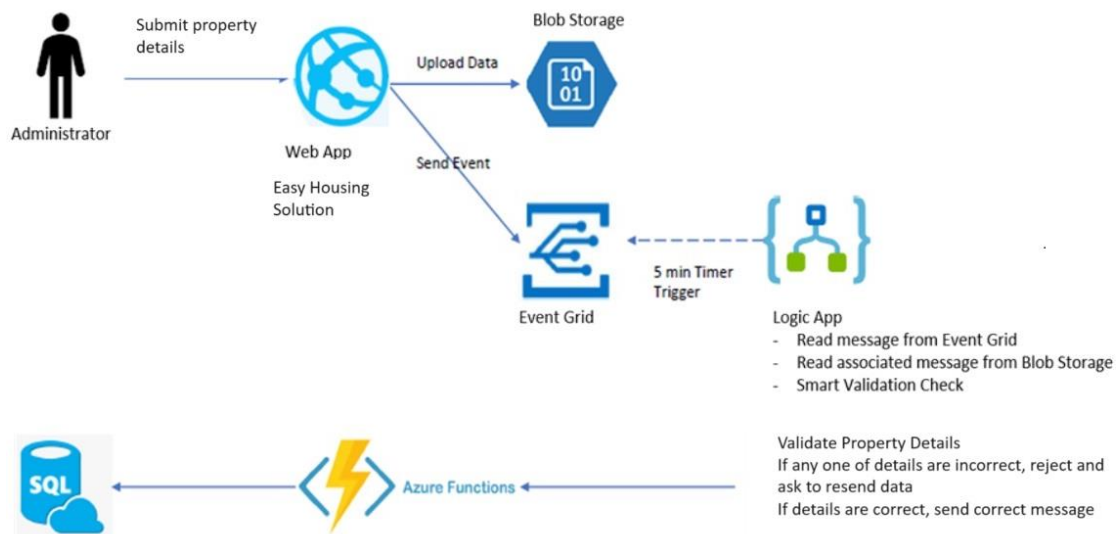 Submit property
details
Administrator
Web App
Easy Housing
Solution
Upload Data
Blob Storage
10
01
Send Event
Event Grid
5 min Timer
Trigger
Logic App
- Read message from Event Grid
- Read associated message from Blob Storage
- Smart Validation Check
SQL
Azure Functions
Validate Property Details
If any one of details are incorrect, reject and
ask to resend data
If details are correct, send correct message